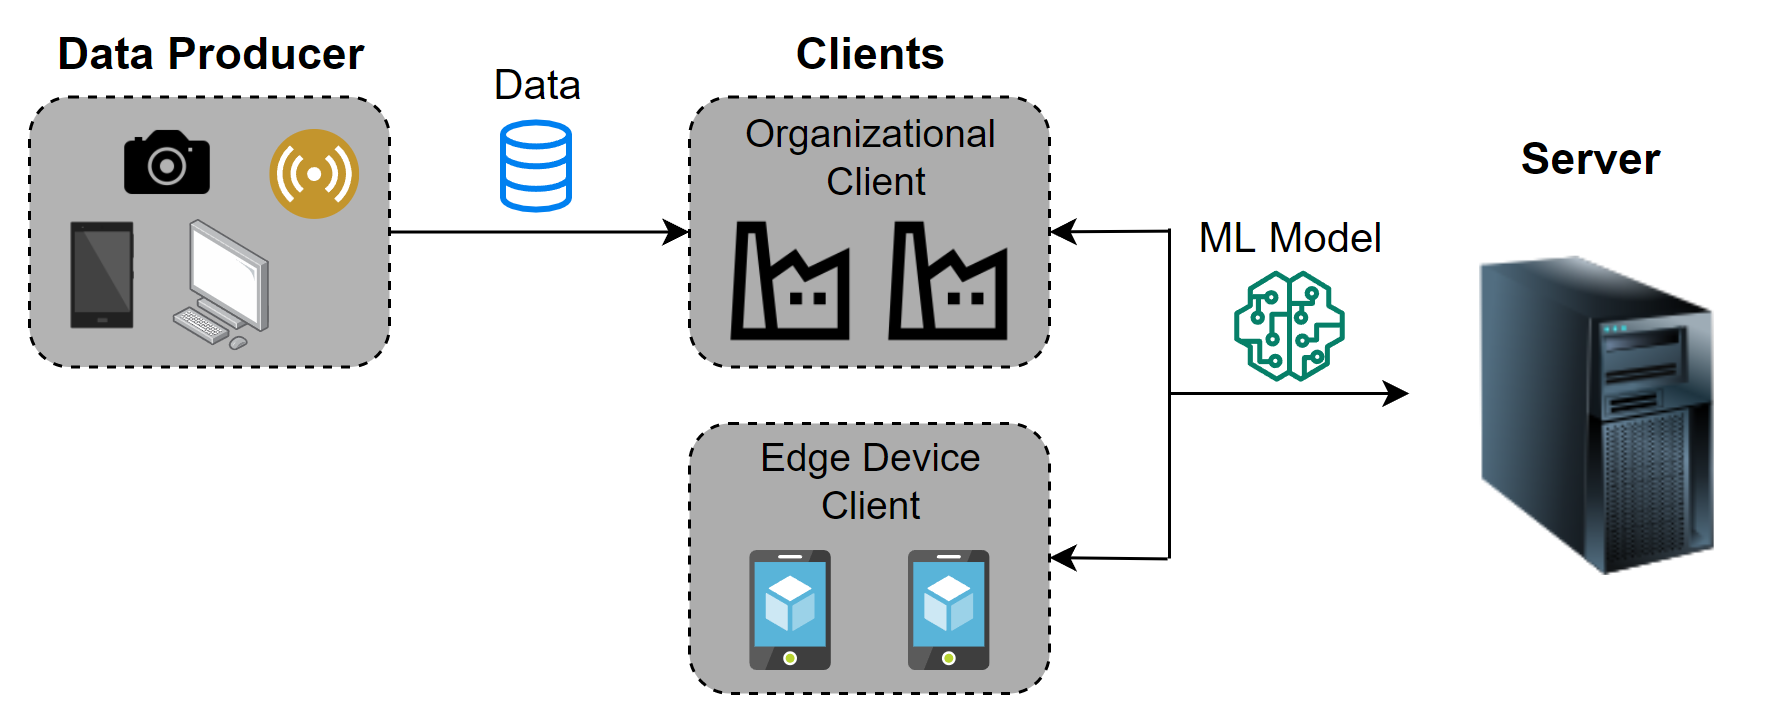 Data Producer
Data
Clients
Organizational
Client
Edge Device
Client
ML Model
Server